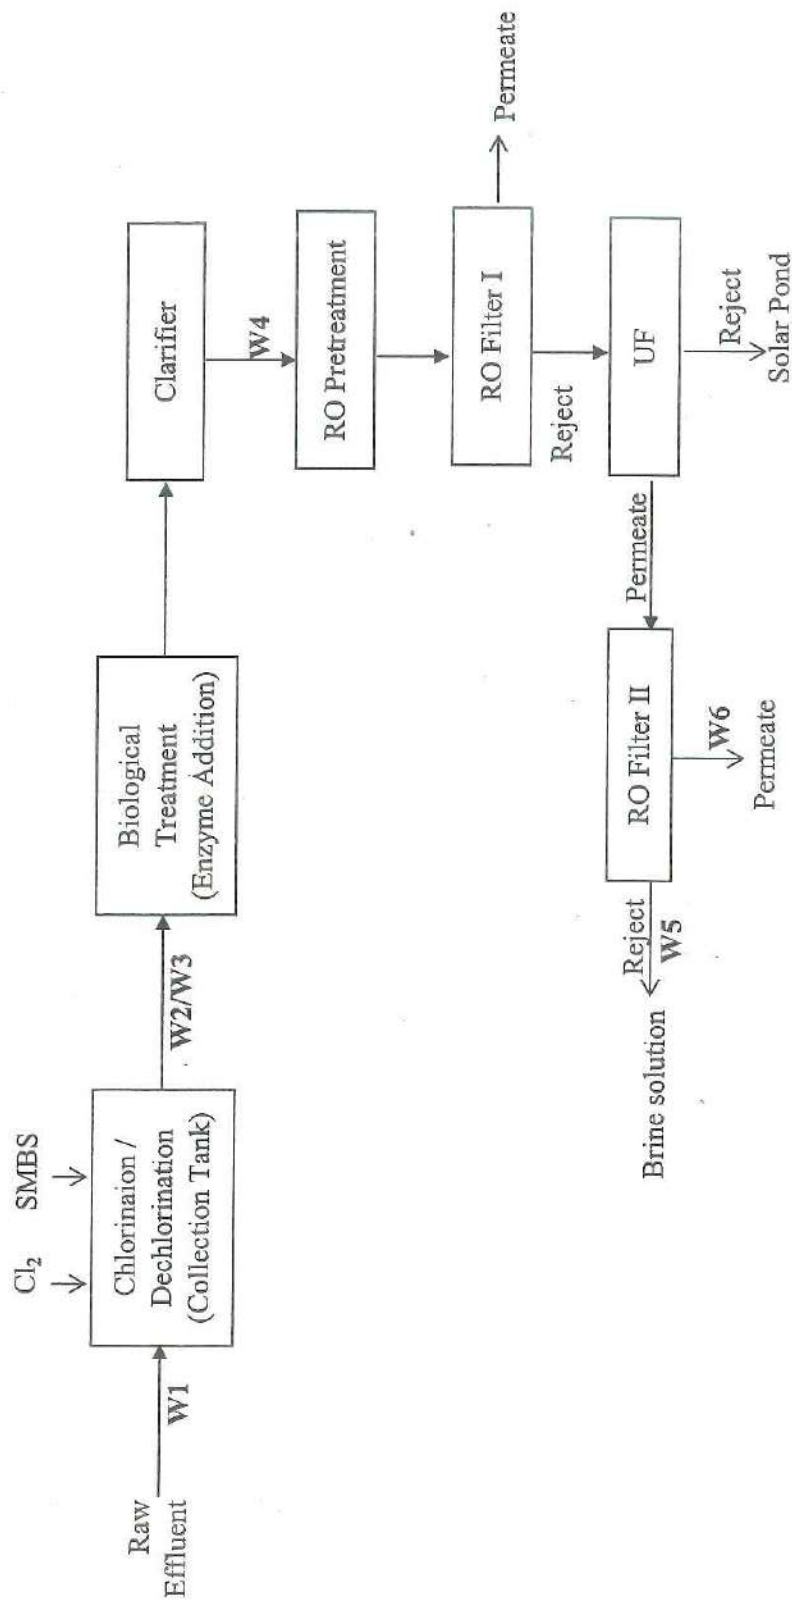 Cl₂ SMBS
Raw
Effluent
W1
Chlorinaion /
Dechlorination
(Collection Tank)
W2/W3
Biological
Treatment
(Enzyme Addition)
Clarifier
W4
RO Pretreatment
RO Filter I
Permeate
Reject
UF
Reject
Solar Pond
Permeate
RO Filter II
W6
Permeate
Reject
W5
Brine solution